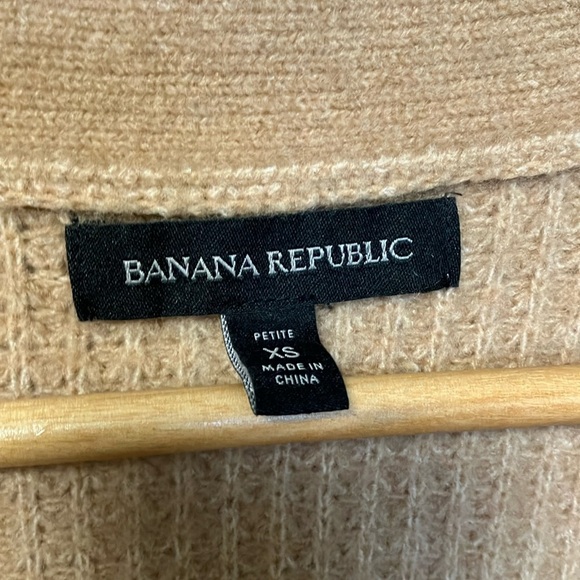 BANANA REPUBLIC
PETITE
XS
MADE IN
CHINA